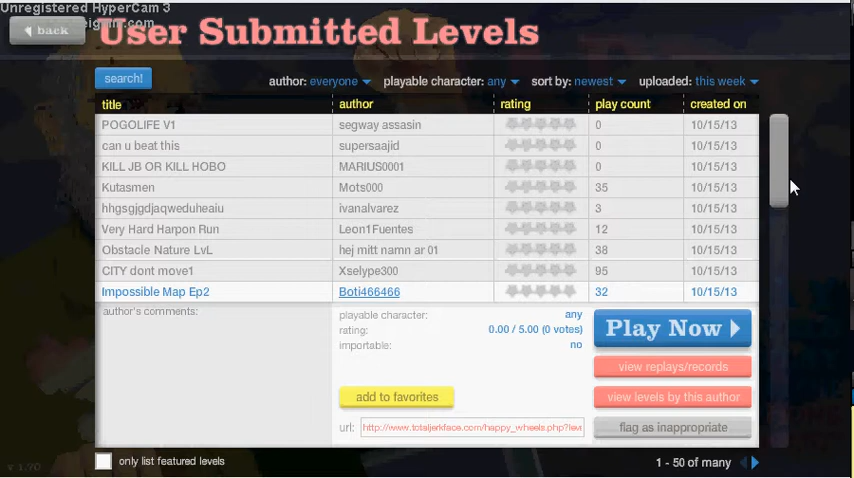 Unregistered HyperCam 3
back
User Submitted Levels
search!
author: everyone playable character: any sort by: newest uploaded: this week
title author rating play count created on
POGOLIFE V1 segway assasin 0 10/15/13
can u beat this supersaajid 0 10/15/13
KILL JB OR KILL HOBO MARIUS0001 0 10/15/13
Kutasmen Mots000 35 10/15/13
hhgsgjgdjaqweduheaiu ivanalvarez 3 10/15/13
Very Hard Harpon Run Leon1Fuentes 12 10/15/13
Obstacle Nature LvL hej mitt namn ar 01 38 10/15/13
CITY dont move1 Xselype300 95 10/15/13
Impossible Map Ep2 Boti466466 32 10/15/13
author's comments:
playable character: any
rating: 0.00 / 5.00 (0 votes)
importable: no
Play Now
view replays/records
add to favorites
view levels by this author
url: http://www.totaljerkface.com/happy_wheels.php?lev
flag as inappropriate
only list featured levels
1 - 50 of many
v 1.70